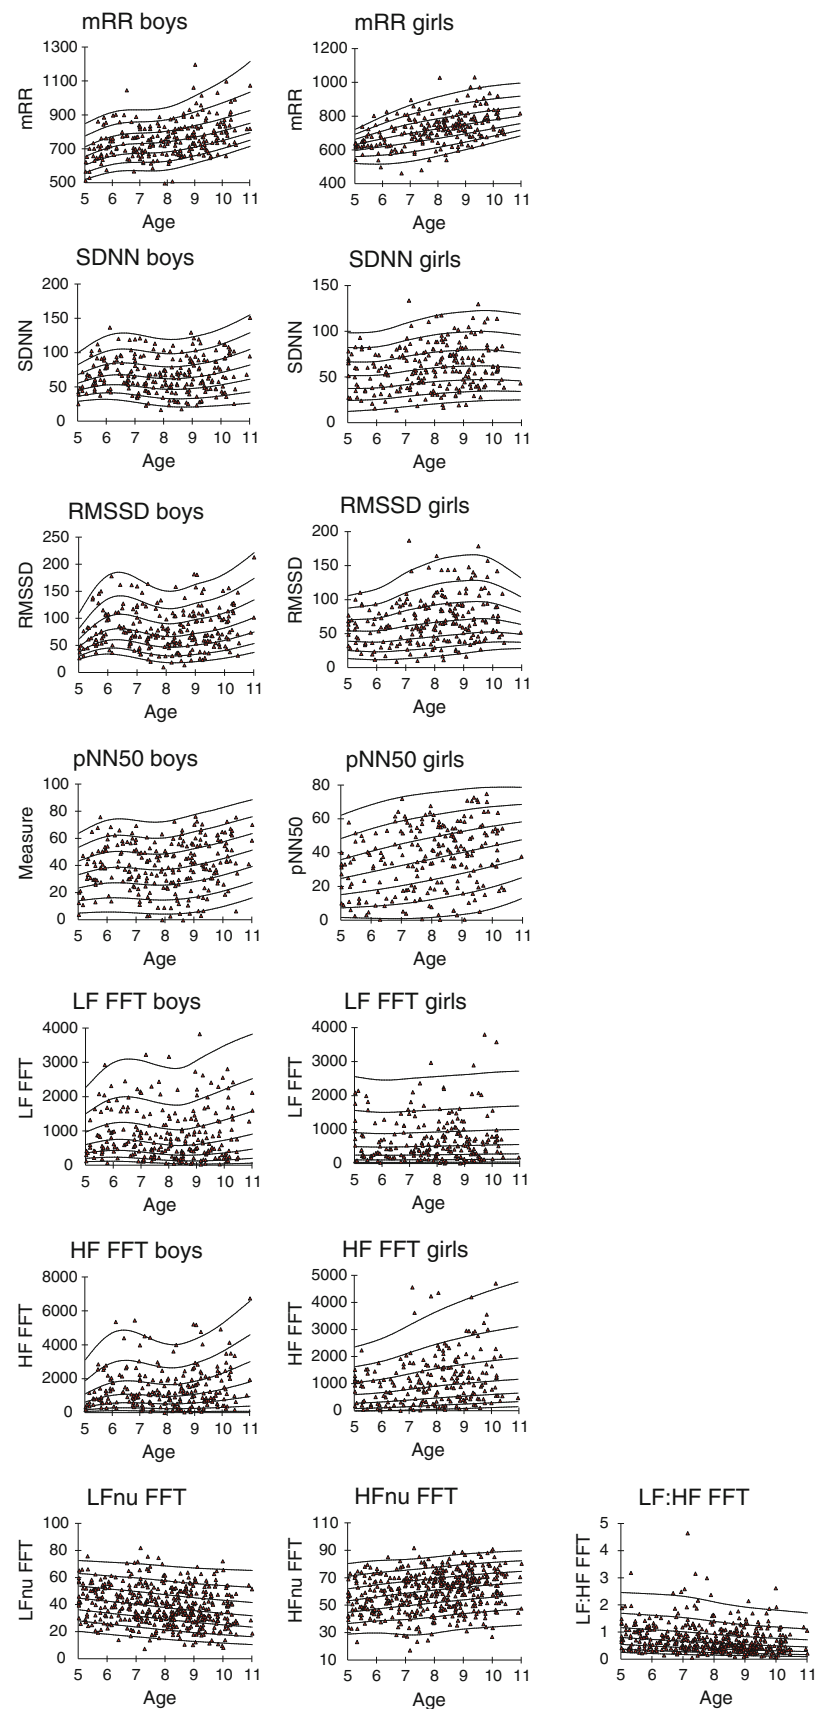 mRR boys
mRR girls
1300
1100
900
700
500
mRR
5 6 7 8 9 10 11
Age
1200
1000
800
600
400
mRR
5 6 7 8 9 10 11
Age
SDNN boys
SDNN girls
200
150
100
50
0
SDNN
5 6 7 8 9 10 11
Age
150
100
50
0
SDNN
5 6 7 8 9 10 11
Age
RMSSD boys
RMSSD girls
250
200
150
100
50
0
RMSSD
5 6 7 8 9 10 11
Age
200
150
100
50
0
RMSSD
5 6 7 8 9 10 11
Age
pNN50 boys
pNN50 girls
100
80
60
40
20
0
Measure
5 6 7 8 9 10 11
Age
80
60
40
20
0
pNN50
5 6 7 8 9 10 11
Age
LF FFT boys
LF FFT girls
4000
3000
2000
1000
0
LF FFT
5 6 7 8 9 10 11
Age
4000
3000
2000
1000
0
LF FFT
5 6 7 8 9 10 11
Age
HF FFT boys
HF FFT girls
8000
6000
4000
2000
0
HF FFT
5 6 7 8 9 10 11
Age
5000
4000
3000
2000
1000
0
HF FFT
5 6 7 8 9 10 11
Age
LFnu FFT
HFnu FFT
LF:HF FFT
100
80
60
40
20
0
LFnu FFT
5 6 7 8 9 10 11
Age
110
90
70
50
30
10
HFnu FFT
5 6 7 8 9 10 11
Age
5
4
3
2
1
0
LF:HF FFT
5 6 7 8 9 10 11
Age